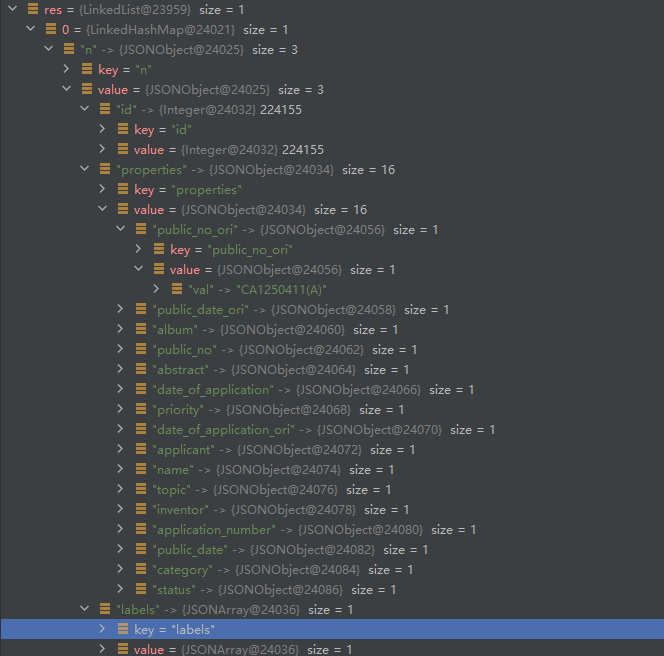 res = {LinkedList@23959} size = 1
0 = {LinkedHashMap@24021} size = 1
"n" -> {JSONObject@24025} size = 3
key = "n"
value = {JSONObject@24025} size = 3
"id" -> {Integer@24032} 224155
key = "id"
value = {Integer@24032} 224155
"properties" -> {JSONObject@24034} size = 16
key = "properties"
value = {JSONObject@24034} size = 16
"public_no_ori" -> {JSONObject@24056} size = 1
key = "public_no_ori"
value = {JSONObject@24056} size = 1
"val" -> "CA1250411(A)"
"public_date_ori" -> {JSONObject@24058} size = 1
"album" -> {JSONObject@24060} size = 1
"public_no" -> {JSONObject@24062} size = 1
"abstract" -> {JSONObject@24064} size = 1
"date_of_application" -> {JSONObject@24066} size = 1
"priority" -> {JSONObject@24068} size = 1
"date_of_application_ori" -> {JSONObject@24070} size = 1
"applicant" -> {JSONObject@24072} size = 1
"name" -> {JSONObject@24074} size = 1
"topic" -> {JSONObject@24076} size = 1
"inventor" -> {JSONObject@24078} size = 1
"application_number" -> {JSONObject@24080} size = 1
"public_date" -> {JSONObject@24082} size = 1
"category" -> {JSONObject@24084} size = 1
"status" -> {JSONObject@24086} size = 1
"labels" -> {JSONArray@24036} size = 1
key = "labels"
value = {JSONArray@24036} size = 1